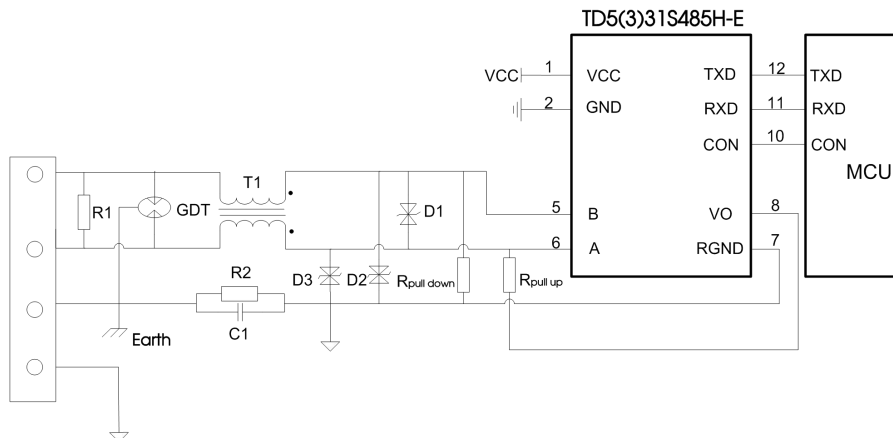 TD5(3)31S485H-E
VCC 1 VCC TXD 12 TXD
2 GND RXD 11 RXD
CON 10 CON
MCU
T1
R1 GDT D1 5 B VO 8
6 A RGND 7
R2 D3 D2 Rpull down Rpull up
C1
Earth